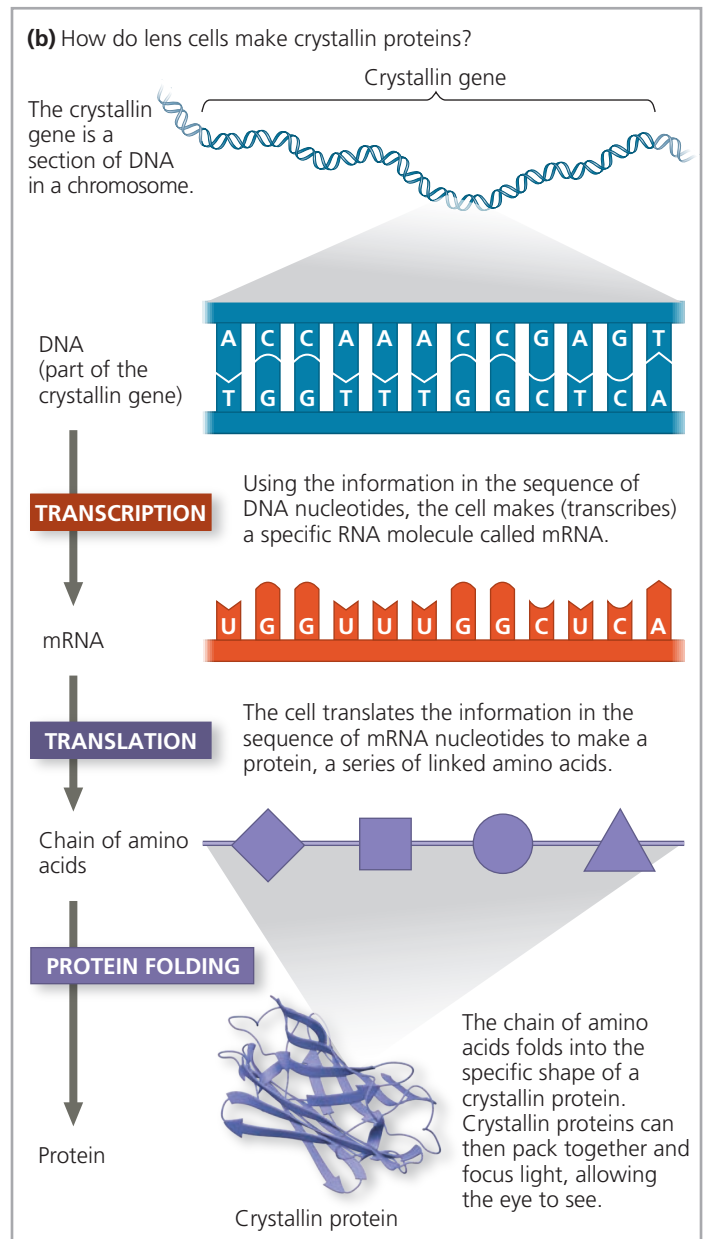 (b) How do lens cells make crystallin proteins?
Crystallin gene
The crystallin
gene is a
section of DNA
in a chromosome.
A C C A A A C C G A G T
T G G T T T G G C T C A
DNA
(part of the
crystallin gene)
TRANSCRIPTION
Using the information in the sequence of
DNA nucleotides, the cell makes (transcribes)
a specific RNA molecule called mRNA.
U G G U U U G G C U C A
mRNA
TRANSLATION
The cell translates the information in the
sequence of mRNA nucleotides to make a
protein, a series of linked amino acids.
Chain of amino
acids
PROTEIN FOLDING
The chain of amino
acids folds into the
specific shape of a
crystallin protein.
Crystallin proteins can
then pack together and
focus light, allowing
the eye to see.
Protein
Crystallin protein